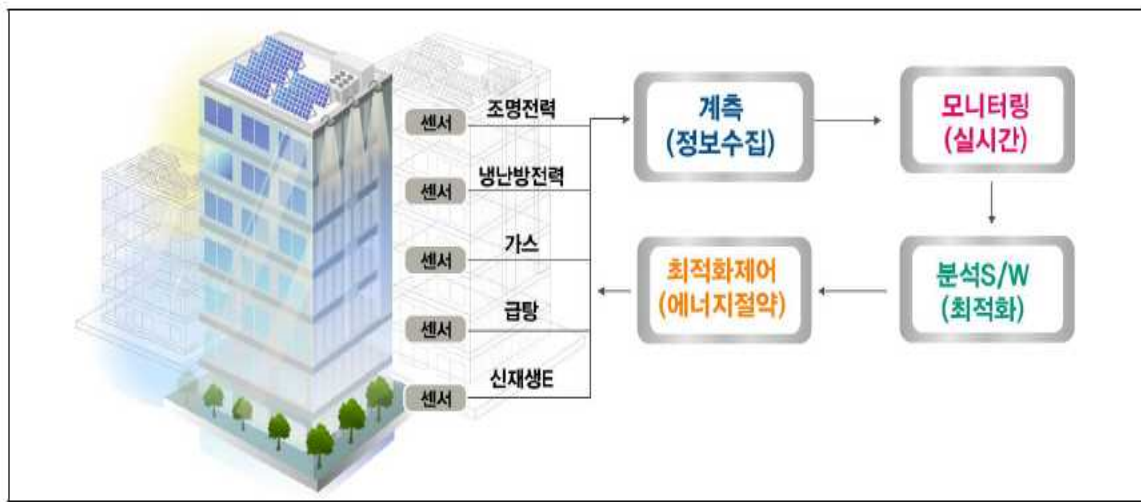 센서
조명전력
센서
냉난방전력
센서
가스
센서
급탕
센서
신재생E
계측
(정보수집)
모니터링
(실시간)
최적화제어
(에너지절약)
분석S/W
(최적화)